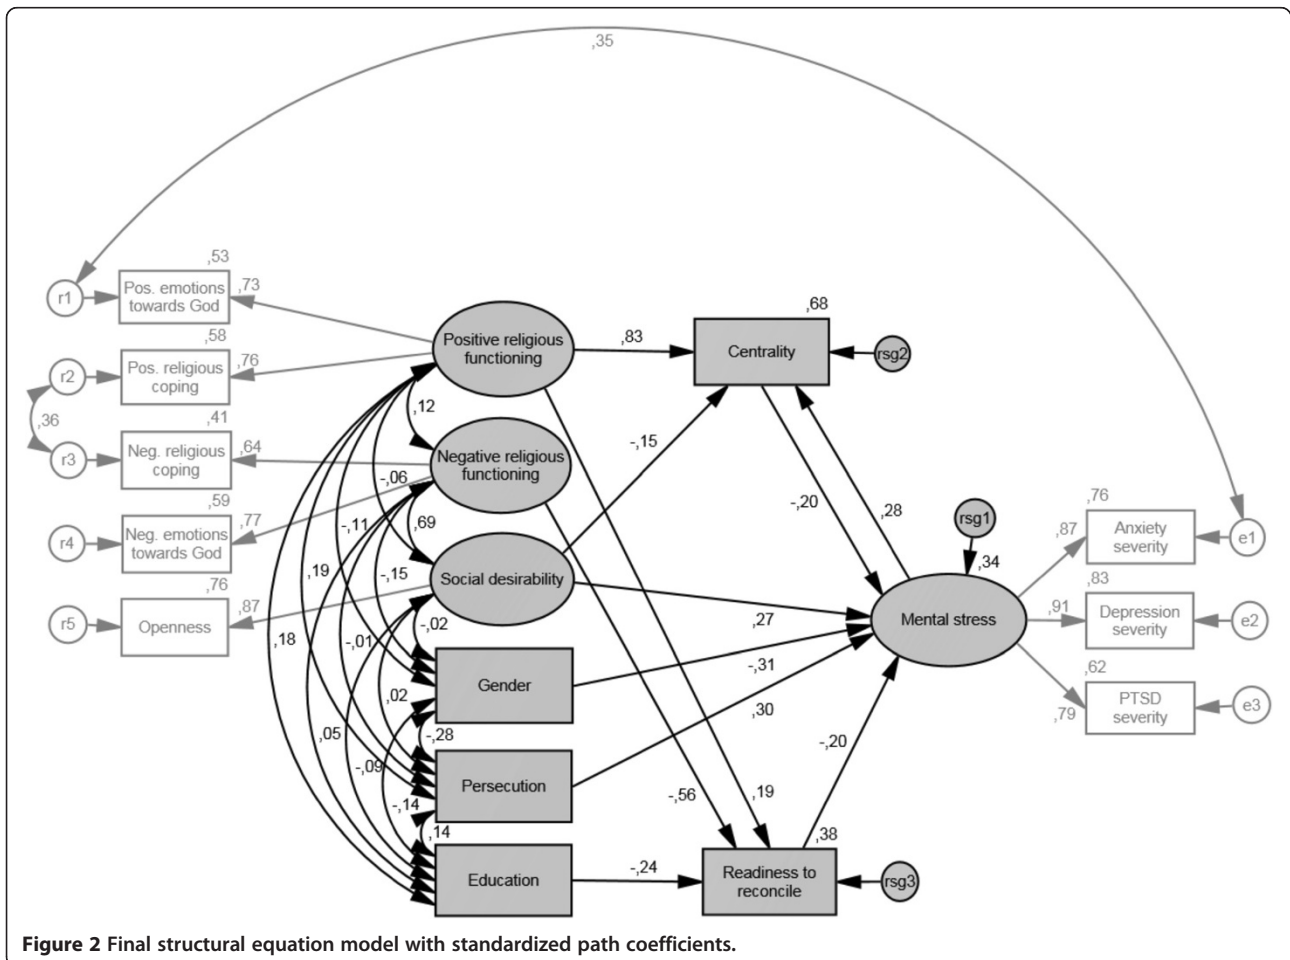 ,35
,53
Pos. emotions
towards God
,73
r1
,58
Pos. religious
coping
,76
r2
,36
,41
Neg. religious
coping
,64
r3
,59
Neg. emotions
towards God
,77
r4
,76
Openness
,87
r5
Positive religious
functioning
Negative religious
functioning
Social desirability
Gender
Persecution
Education
,12
-,06
,69
-,11
-,15
,19
-,02
-,01
,18
,02
-,28
,05
-,09
-,14
,14
,83
,68
Centrality
rsg2
-,15
-,20
,28
rsg1
,34
Mental stress
,27
-,31
,30
-,20
-,56
,19
,38
-,24
Readiness to
reconcile
rsg3
,76
,87
Anxiety
severity
e1
,83
,91
Depression
severity
e2
,62
,79
PTSD
severity
e3
Figure 2 Final structural equation model with standardized path coefficients.